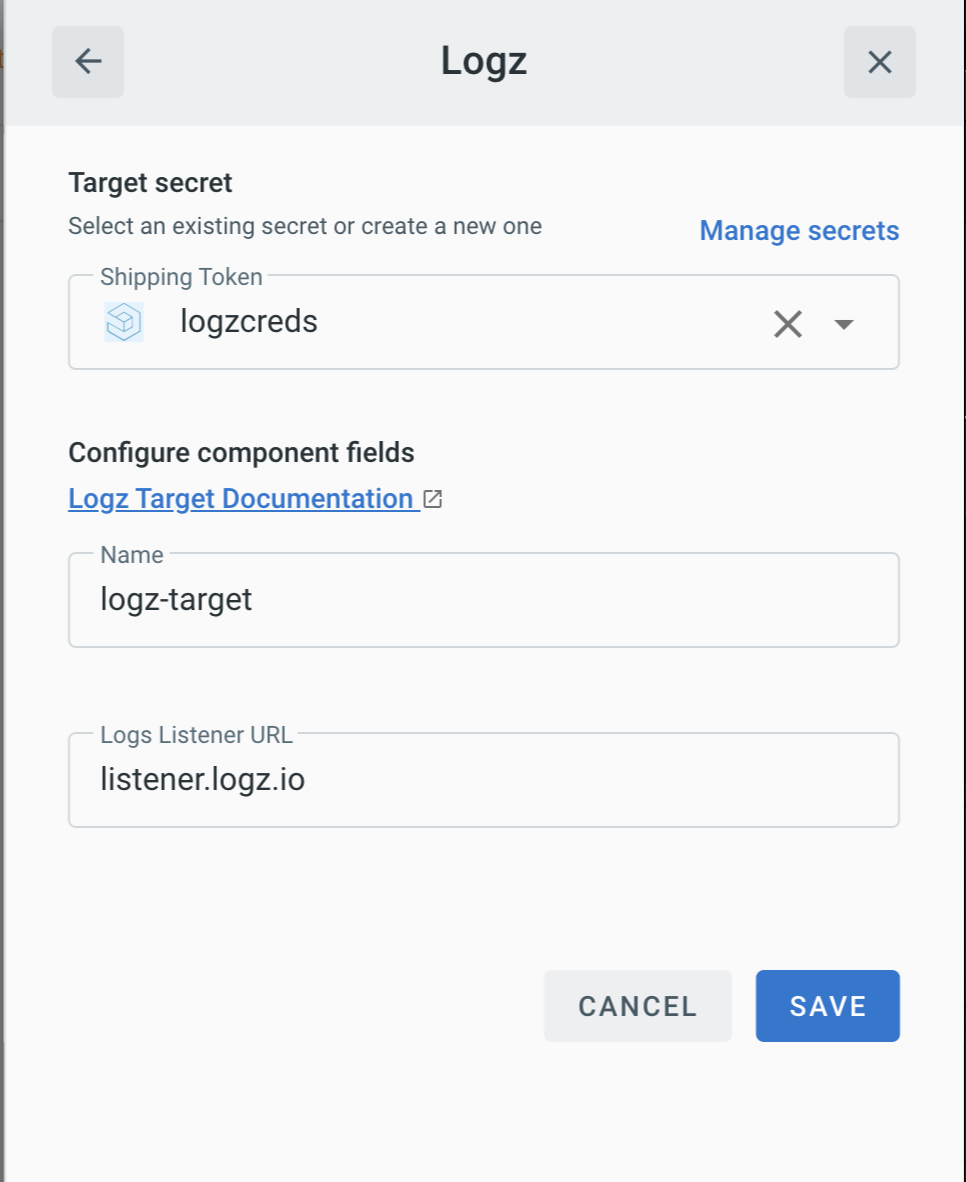 Logz
Target secret
Select an existing secret or create a new one
Manage secrets
Shipping Token
logzcreds
Configure component fields
Logz Target Documentation
Name
logz-target
Logs Listener URL
listener.logz.io
CANCEL
SAVE